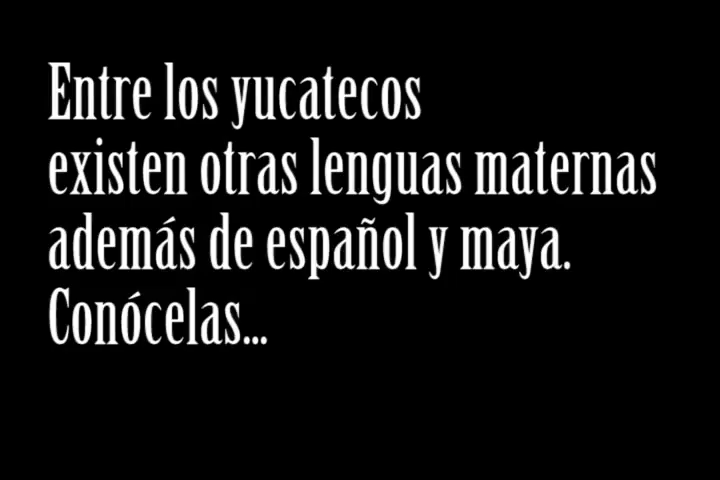 Entre los yucatecos
existen otras lenguas maternas
además de español y maya.
Conócelas...